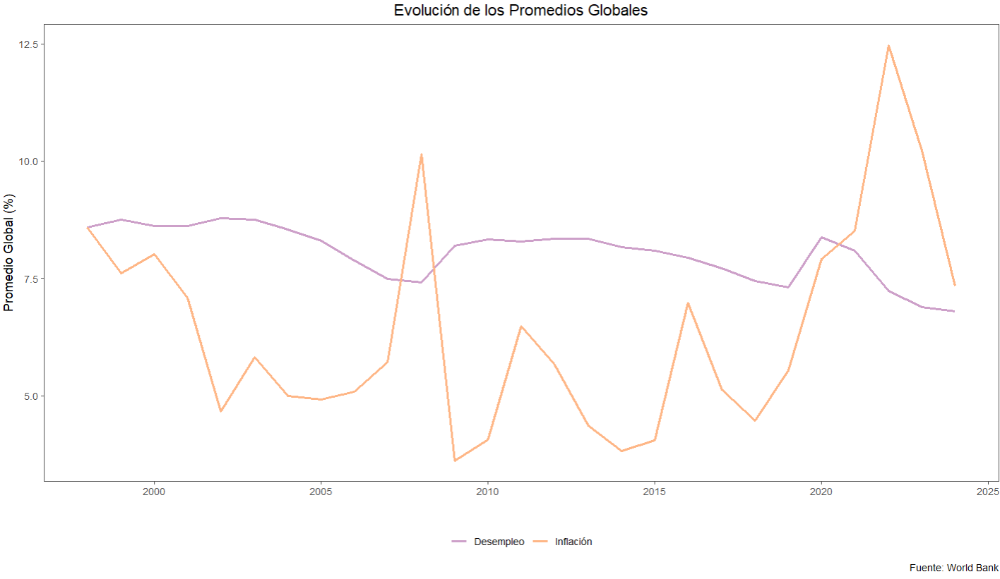 Evolución de los Promedios Globales
Promedio Global (%)
12.5
10.0
7.5
5.0
2000 2005 2010 2015 2020 2025
Desempleo Inflación
Fuente: World Bank